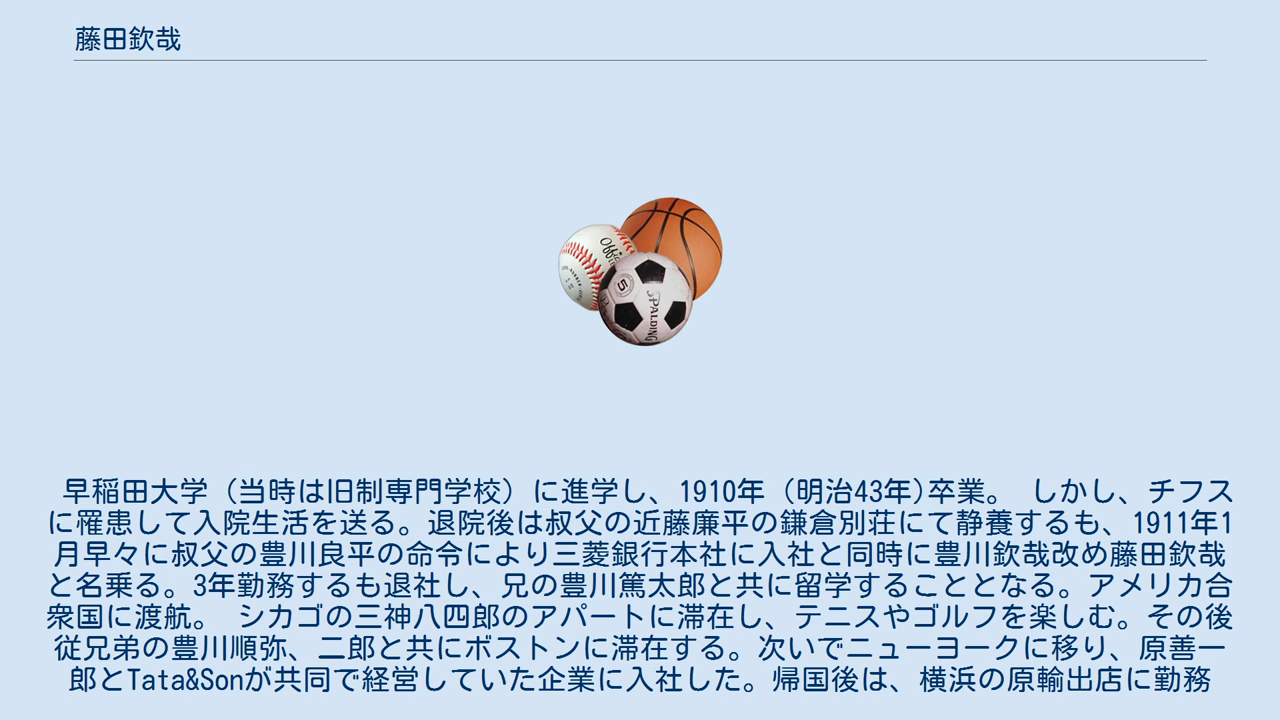 藤田欽哉
Offici
5
SPALDING
早稲田大学（当時は旧制専門学校）に進学し、1910年（明治43年)卒業。 しかし、チフス
に罹患して入院生活を送る。退院後は叔父の近藤廉平の鎌倉別荘にて静養するも、1911年1
月早々に叔父の豊川良平の命令により三菱銀行本社に入社と同時に豊川欽哉改め藤田欽哉
と名乗る。3年勤務するも退社し、兄の豊川篤太郎と共に留学することとなる。アメリカ合
衆国に渡航。 シカゴの三神八四郎のアパートに滞在し、テニスやゴルフを楽しむ。その後
従兄弟の豊川順弥、二郎と共にボストンに滞在する。次いでニューヨークに移り、原善一
郎とTata&Sonが共同で経営していた企業に入社した。帰国後は、横浜の原輸出店に勤務